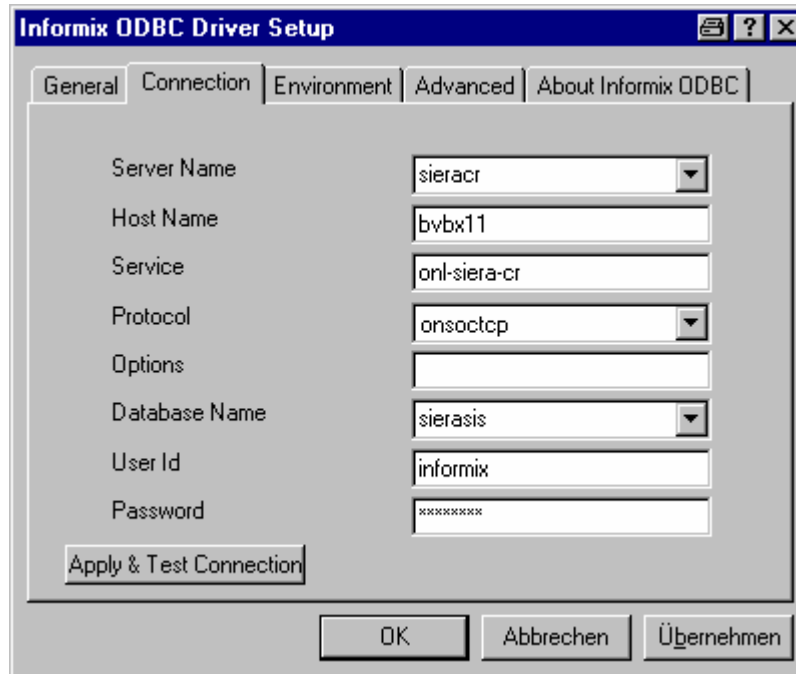 Informix ODBC Driver Setup
General Connection Environment Advanced About Informix ODBC
Server Name sieracr
Host Name bvbx11
Service onl-siera-cr
Protocol onsoctcp
Options
Database Name sierasis
User Id informix
Password ********
Apply & Test Connection
OK Abbrechen Übernehmen